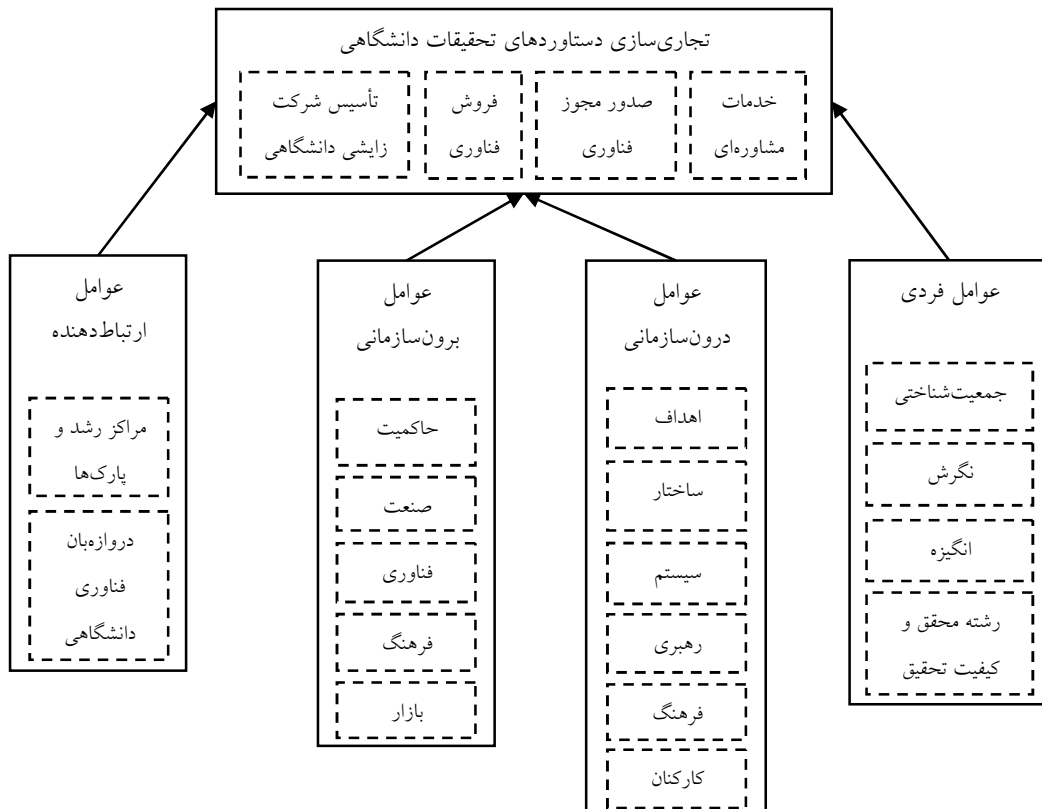 تجاری‌سازی دستاوردهای تحقیقات دانشگاهی
خدمات
مشاوره‌ای
صدور مجوز
فناوری
فروش
فناوری
تأسیس شرکت
زایشی دانشگاهی
عوامل فردی
جمعیت‌شناختی
نگرش
انگیزه
رشته محقق و
کیفیت تحقیق
عوامل
درون‌سازمانی
اهداف
ساختار
سیستم
رهبری
فرهنگ
کارکنان
عوامل
برون‌سازمانی
حاکمیت
صنعت
فناوری
فرهنگ
بازار
عوامل
ارتباط‌دهنده
مراکز رشد و
پارک‌ها
دروازه‌بان
فناوری
دانشگاهی